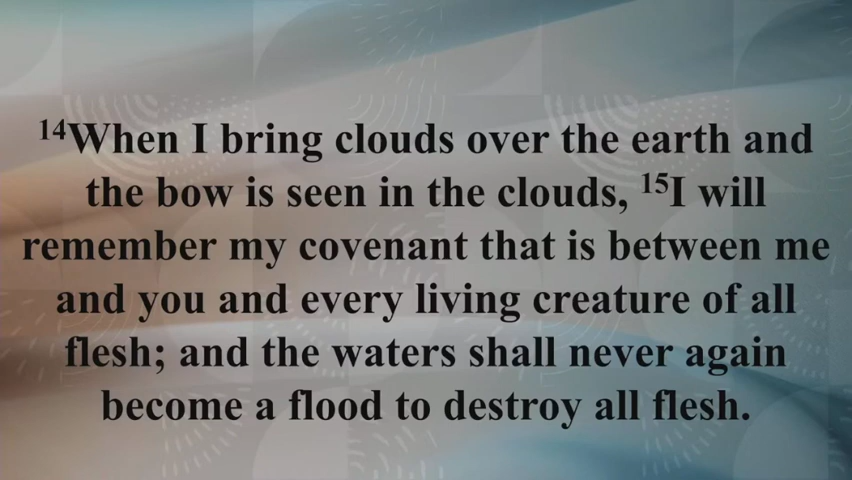 ¹⁴When I bring clouds over the earth and
the bow is seen in the clouds, ¹⁵I will
remember my covenant that is between me
and you and every living creature of all
flesh; and the waters shall never again
become a flood to destroy all flesh.